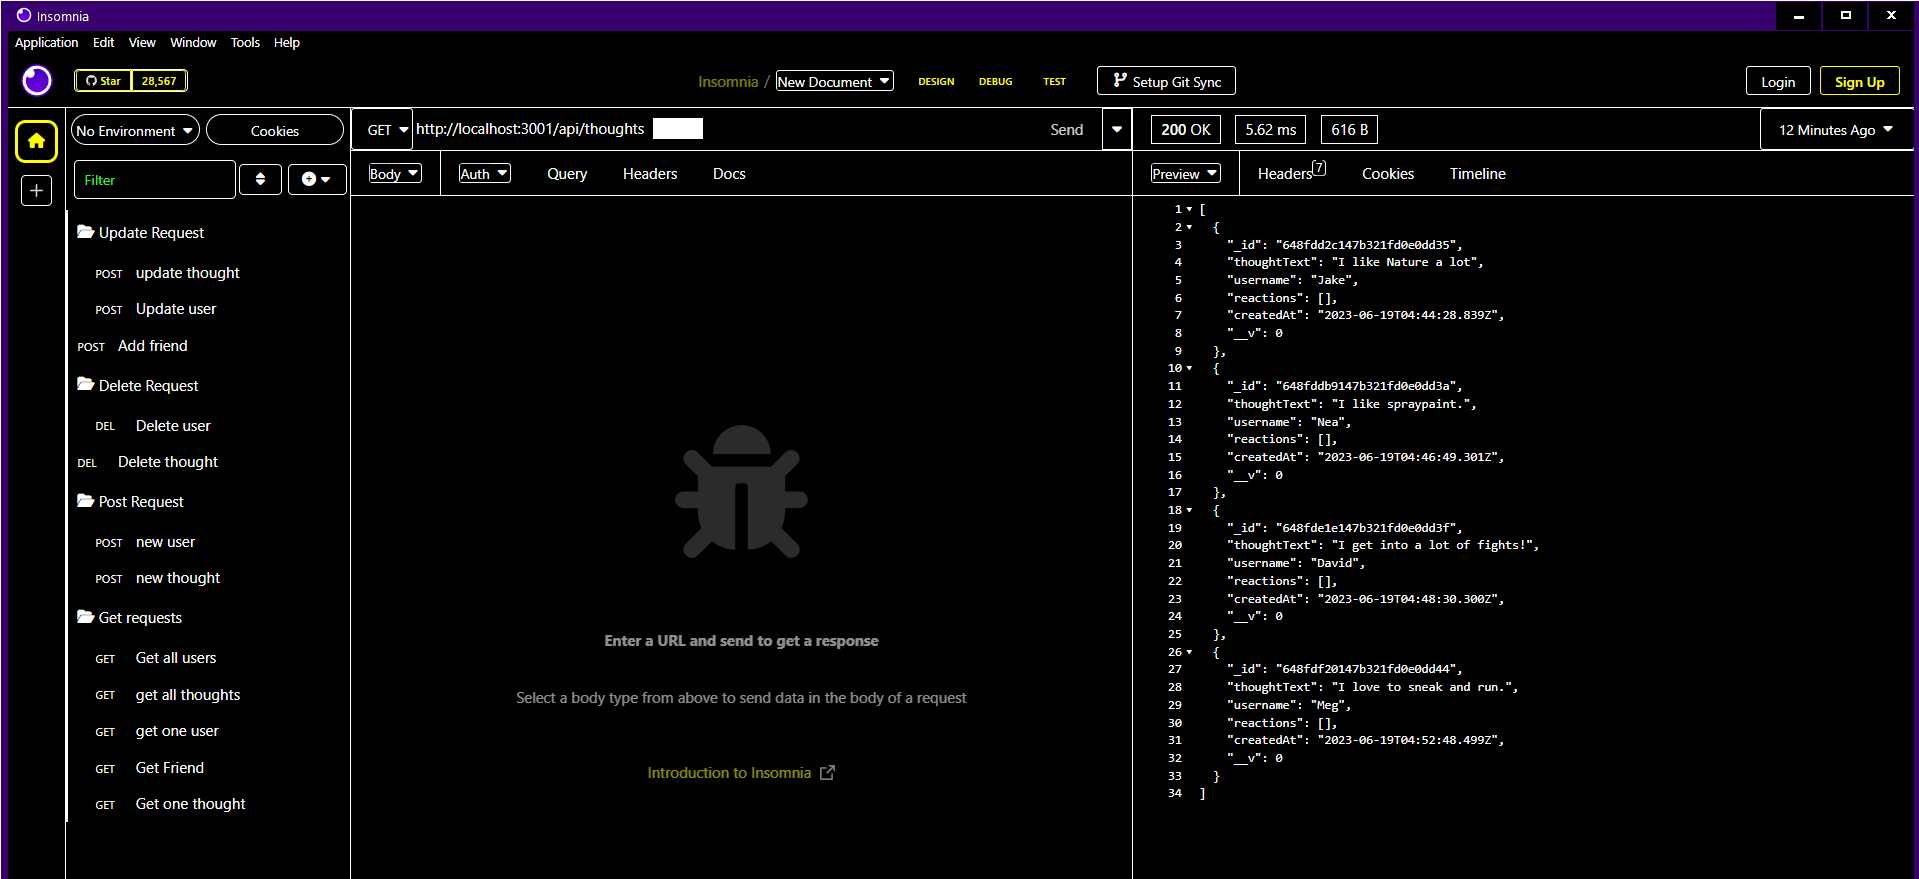 Insomnia
Application Edit View Window Tools Help
Star 28,567
Insomnia / New Document DESIGN DEBUG TEST Setup Git Sync
Login Sign Up
No Environment Cookies
GET http://localhost:3001/api/thoughts Send
200 OK 5.62 ms 616 B 12 Minutes Ago
Filter
Body Auth Query Headers Docs
Preview Headers 7 Cookies Timeline
Update Request
POST update thought
POST Update user
POST Add friend
Delete Request
DEL Delete user
DEL Delete thought
Post Request
POST new user
POST new thought
Get requests
GET Get all users
GET get all thoughts
GET get one user
GET Get Friend
GET Get one thought
Enter a URL and send to get a response
Select a body type from above to send data in the body of a request
Introduction to Insomnia
1 [
2 {
3 "_id": "648fdd2c147b321fd0e0dd35",
4 "thoughtText": "I like Nature a lot",
5 "username": "Jake",
6 "reactions": [],
7 "createdAt": "2023-06-19T04:44:28.839Z",
8 "__v": 0
9 },
10 {
11 "_id": "648fddb9147b321fd0e0dd3a",
12 "thoughtText": "I like spraypaint.",
13 "username": "Nea",
14 "reactions": [],
15 "createdAt": "2023-06-19T04:46:49.301Z",
16 "__v": 0
17 },
18 {
19 "_id": "648fde1e147b321fd0e0dd3f",
20 "thoughtText": "I get into a lot of fights!",
21 "username": "David",
22 "reactions": [],
23 "createdAt": "2023-06-19T04:48:30.300Z",
24 "__v": 0
25 },
26 {
27 "_id": "648fdf20147b321fd0e0dd44",
28 "thoughtText": "I love to sneak and run.",
29 "username": "Meg",
30 "reactions": [],
31 "createdAt": "2023-06-19T04:52:48.499Z",
32 "__v": 0
33 }
34 ]